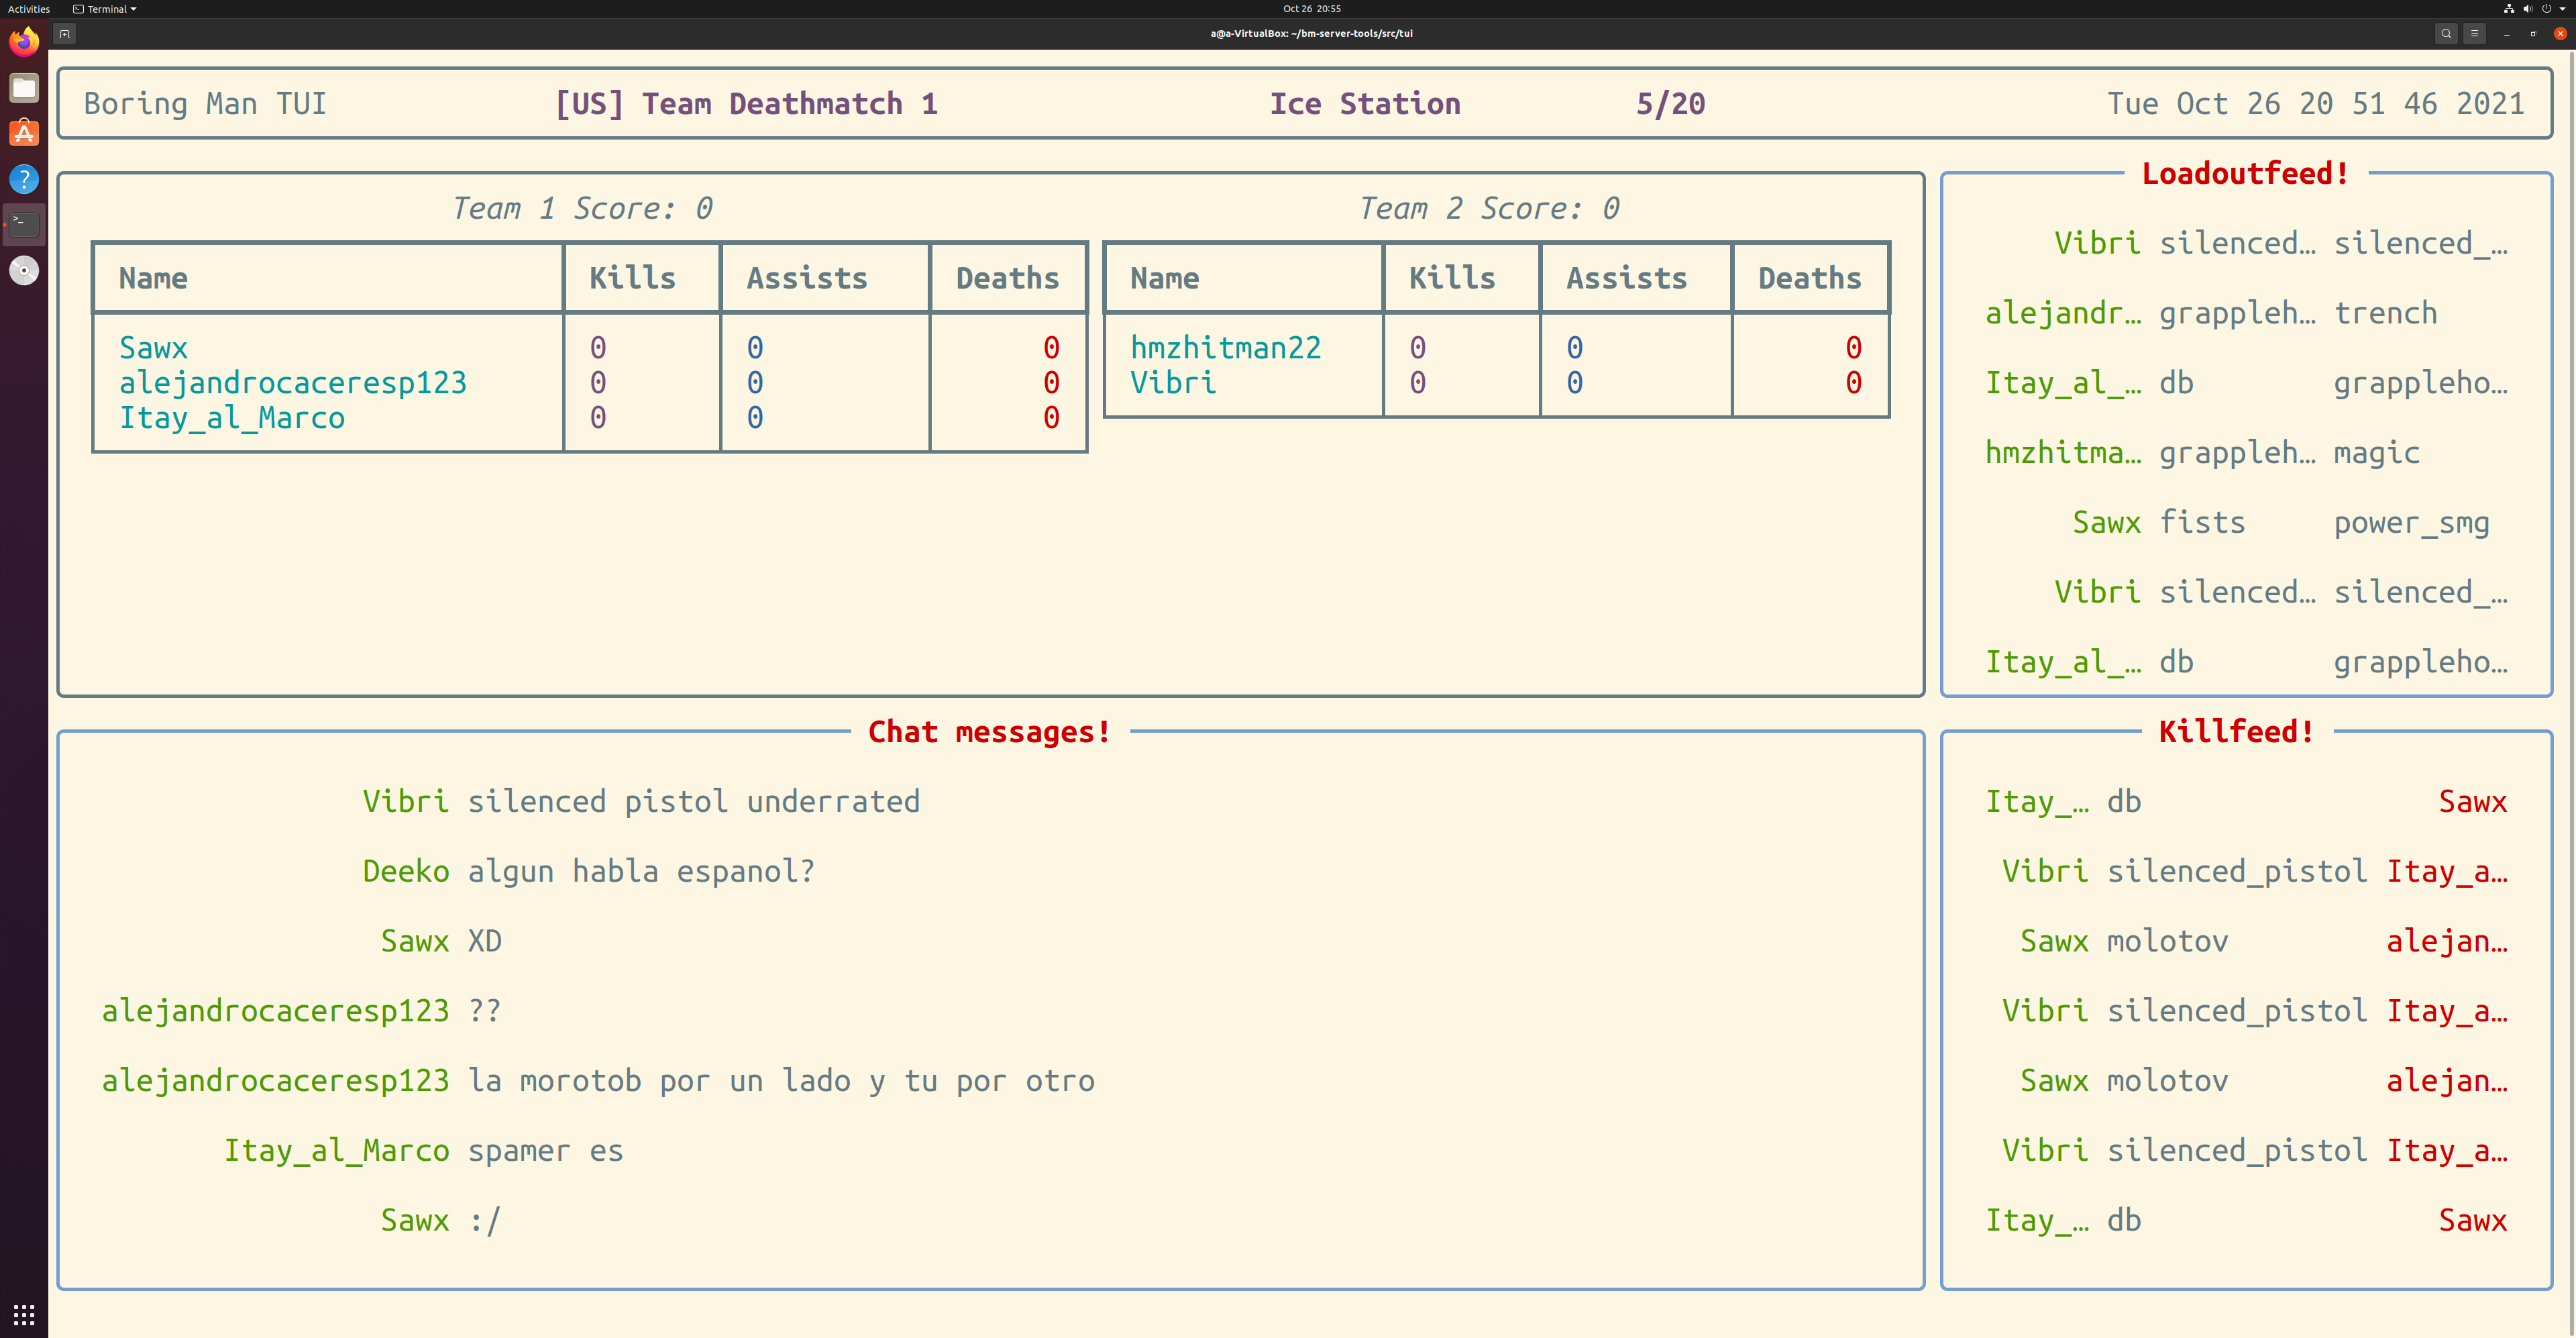 Activities Terminal Oct 26 20:55
a@a-VirtualBox: ~/bm-server-tools/src/tui
Boring Man TUI [US] Team Deathmatch 1 Ice Station 5/20 Tue Oct 26 20 51 46 2021
Team 1 Score: 0
Name Kills Assists Deaths
Sawx 0 0 0
alejandrocaceresp123 0 0 0
Itay_al_Marco 0 0 0
Team 2 Score: 0
Name Kills Assists Deaths
hmzhitman22 0 0 0
Vibri 0 0 0
Loadoutfeed!
Vibri silenced… silenced_…
alejandr… grappleh… trench
Itay_al_… db grappleho…
hmzhitma… grappleh… magic
Sawx fists power_smg
Vibri silenced… silenced_…
Itay_al_… db grappleho…
Chat messages!
Vibri silenced pistol underrated
Deeko algun habla espanol?
Sawx XD
alejandrocaceresp123 ??
alejandrocaceresp123 la morotob por un lado y tu por otro
Itay_al_Marco spamer es
Sawx :/
Killfeed!
Itay_… db Sawx
Vibri silenced_pistol Itay_a…
Sawx molotov alejan…
Vibri silenced_pistol Itay_a…
Sawx molotov alejan…
Vibri silenced_pistol Itay_a…
Itay_… db Sawx